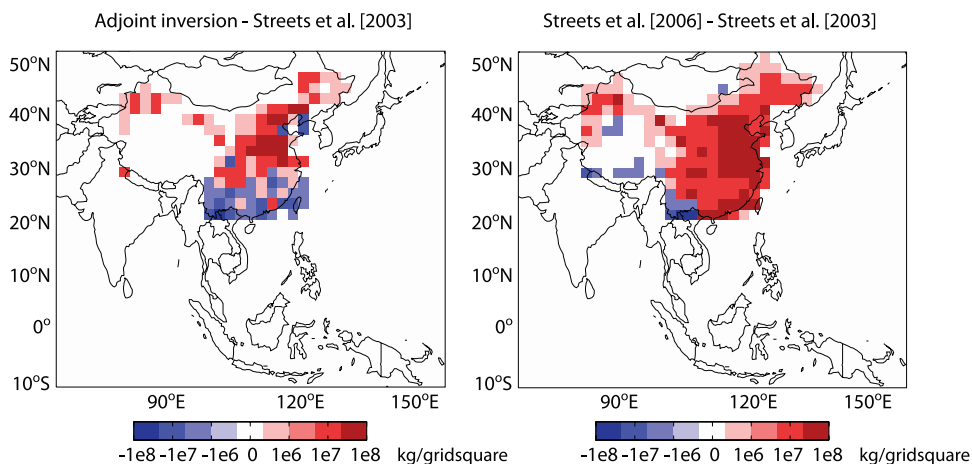 Adjoint inversion - Streets et al. [2003]
Streets et al. [2006] - Streets et al. [2003]
50°N
40°N
30°N
20°N
10°N
0°
10°S
90°E 120°E 150°E
-1e8 -1e7 -1e6 0 1e6 1e7 1e8 kg/gridsquare
50°N
40°N
30°N
20°N
10°N
0°
10°S
90°E 120°E 150°E
-1e8 -1e7 -1e6 0 1e6 1e7 1e8 kg/gridsquare